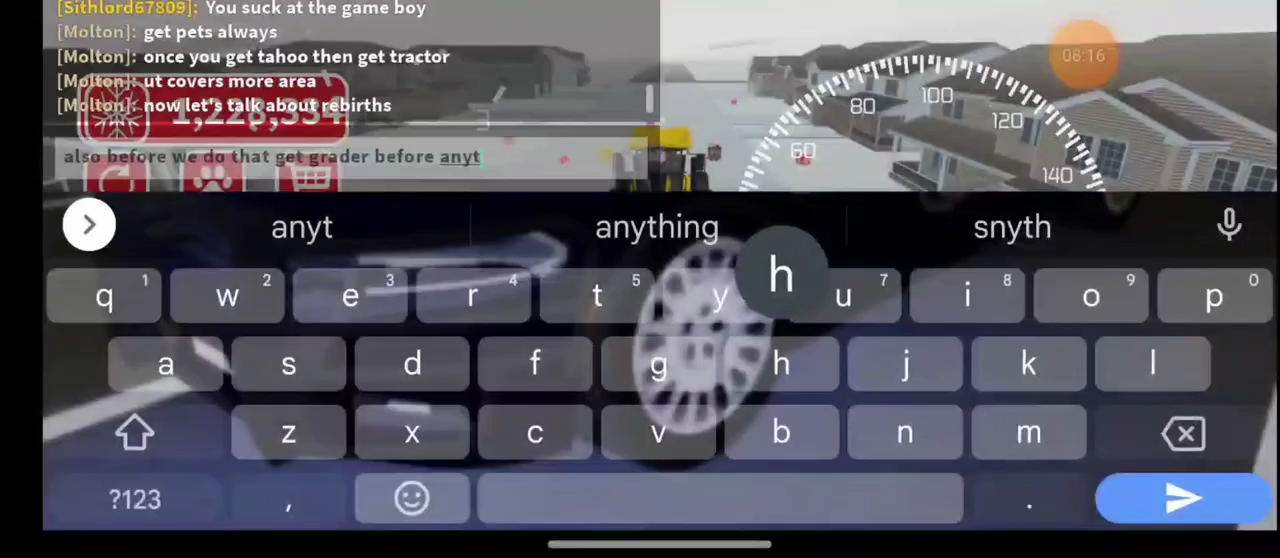 [Sithlord67809]: You suck at the game boy
[Molton]: get pets always
[Molton]: once you get tahoo then get tractor
[Molton]: ut covers more area
[Molton]: now let's talk about rebirths
1,228,334
also before we do that get grader before anyt
08:16
60
80
100
120
140
anyt anything snyth
h
q 1 w 2 e 3 r 4 t 5 y u 7 i 8 o 9 p 0
a s d f g h j k l
z x c v b n m
?123 , .